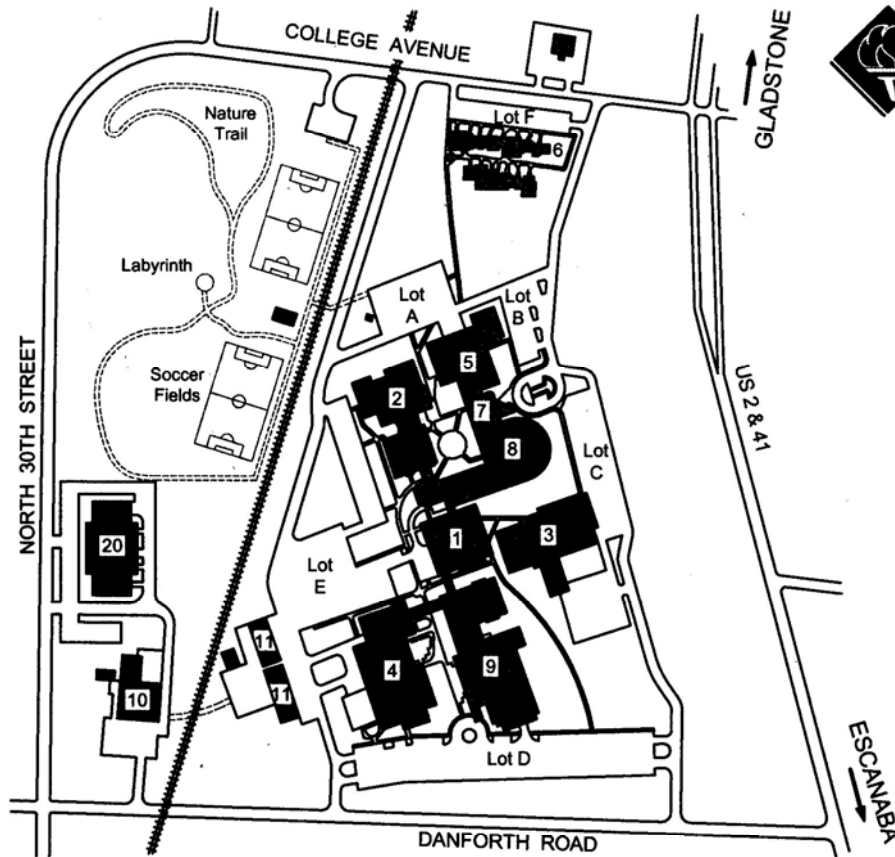 COLLEGE AVENUE
GLADSTONE
Nature
Trail
Lot F
6
Labyrinth
Lot
A
Lot
B
5
NORTH 30TH STREET
Soccer
Fields
2
7
US 2 & 41
8
Lot
C
20
1
3
Lot
E
11
4
9
10
11
Lot D
ESCANABA
DANFORTH ROAD